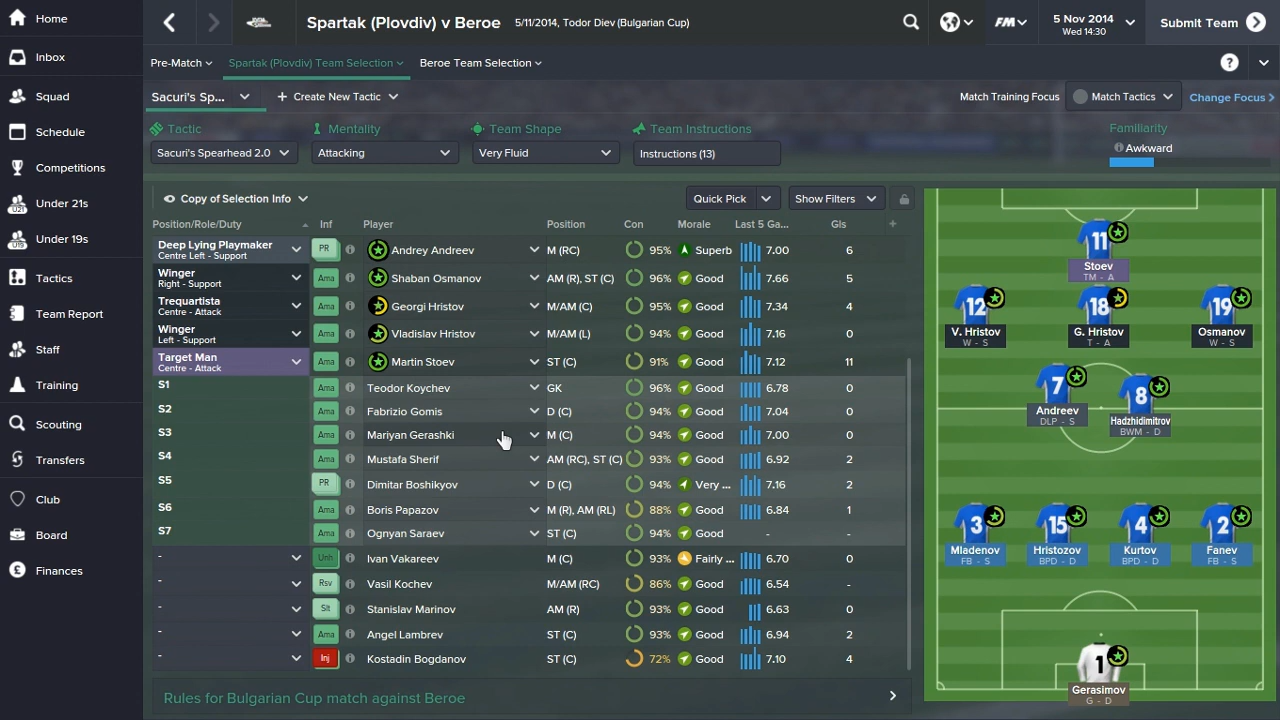 Home
Inbox
Squad
Schedule
Competitions
Under 21s
Under 19s
Tactics
Team Report
Staff
Training
Scouting
Transfers
Club
Board
Finances
Spartak (Plovdiv) v Beroe 5/11/2014, Todor Diev (Bulgarian Cup)
FM
5 Nov 2014
Wed 14:30
Submit Team
Pre-Match Spartak (Plovdiv) Team Selection Beroe Team Selection
?
Sacuri's Sp... + Create New Tactic Match Training Focus Match Tactics Change Focus
Tactic Mentality Team Shape Team Instructions Familiarity
Sacuri's Spearhead 2.0 Attacking Very Fluid Instructions (13) Awkward
Copy of Selection Info Quick Pick Show Filters
Position/Role/Duty Inf Player Position Con Morale Last 5 Ga... Gls +
Deep Lying Playmaker
Centre Left - Support
PR Andrey Andreev M (RC) 95% Superb 7.00 6
Winger
Right - Support
Ama Shaban Osmanov AM (R), ST (C) 96% Good 7.66 5
Trequartista
Centre - Attack
Ama Georgi Hristov M/AM (C) 95% Good 7.34 4
Winger
Left - Support
Ama Vladislav Hristov M/AM (L) 94% Good 7.16 0
Target Man
Centre - Attack
Ama Martin Stoev ST (C) 91% Good 7.12 11
S1 Ama Teodor Koychev GK 96% Good 6.78 0
S2 Ama Fabrizio Gomis D (C) 94% Good 7.04 0
S3 Ama Mariyan Gerashki M (C) 94% Good 7.00 0
S4 Ama Mustafa Sherif AM (RC), ST (C) 93% Good 6.92 2
S5 PR Dimitar Boshikyov D (C) 94% Very ... 7.16 2
S6 Ama Boris Papazov M (R), AM (RL) 88% Good 6.84 1
S7 Ama Ognyan Saraev ST (C) 94% Good - -
- Unh Ivan Vakareev M (C) 93% Fairly ... 6.70 0
- Rsv Vasil Kochev M/AM (RC) 86% Good 6.54 -
- Slt Stanislav Marinov AM (R) 93% Good 6.63 0
- Ama Angel Lambrev ST (C) 93% Good 6.94 2
- Inj Kostadin Bogdanov ST (C) 72% Good 7.10 4
Rules for Bulgarian Cup match against Beroe
11
Stoev
TM - A
12 18 19
V. Hristov G. Hristov Osmanov
W - S T - A W - S
7 8
Andreev Hadzhidimitrov
DLP - S BWM - D
3 15 4 2
Mladenov Hristozov Kurtov Fanev
FB - S BPD - D BPD - D FB - S
1
Gerasimov
G - D